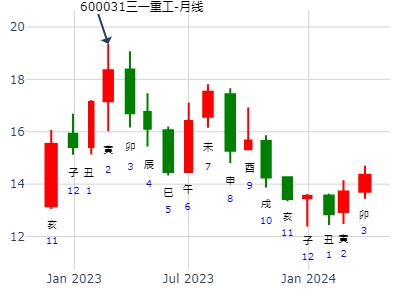 600031三一重工-月线
20
18
16
14
12
亥
11
子
12
丑
1
寅
2
卯
3
辰
4
巳
5
午
6
未
7
申
8
酉
9
戌
10
亥
11
子
12
丑
1
寅
2
卯
3
Jan 2023
Jul 2023
Jan 2024